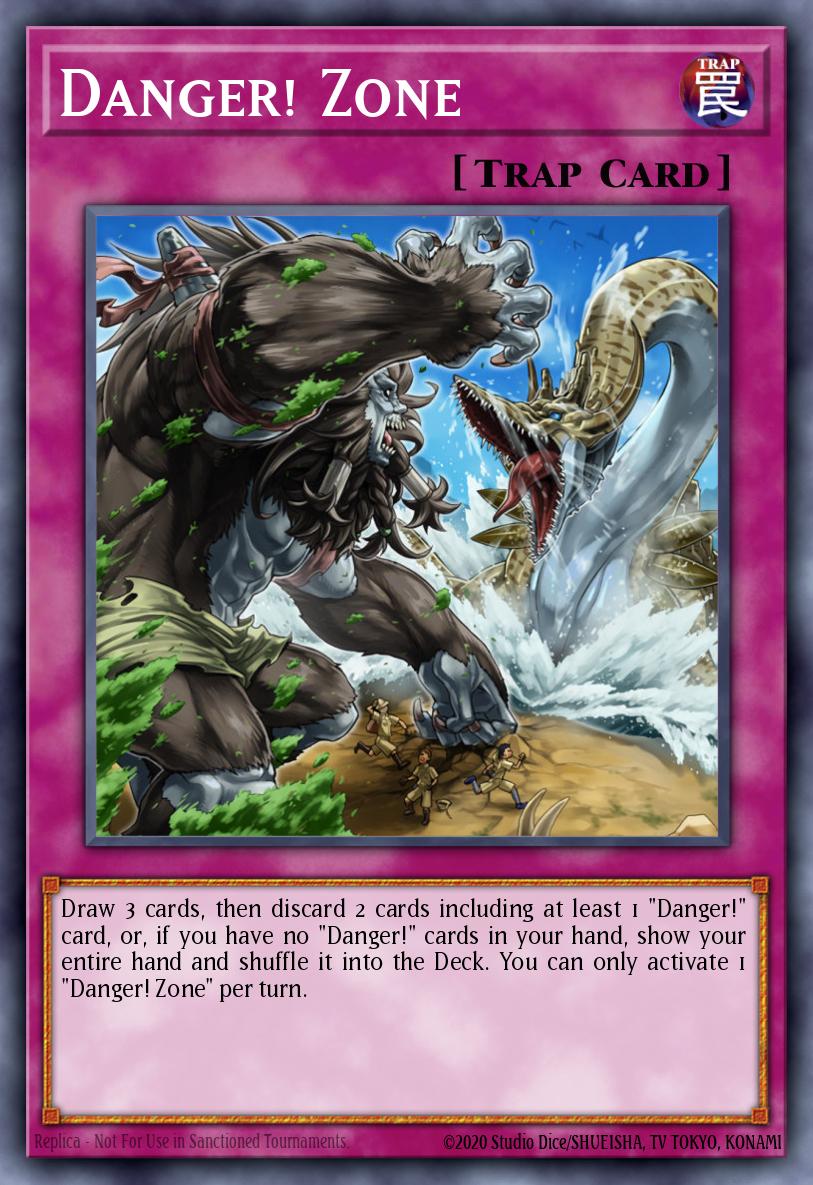 Danger! Zone
TRAP
罠
[Trap Card]
Draw 3 cards, then discard 2 cards including at least 1 "Danger!"
card, or, if you have no "Danger!" cards in your hand, show your
entire hand and shuffle it into the Deck. You can only activate 1
"Danger! Zone" per turn.
Replica - Not For Use in Sanctioned Tournaments.
©2020 Studio Dice/SHUEISHA, TV TOKYO, KONAMI